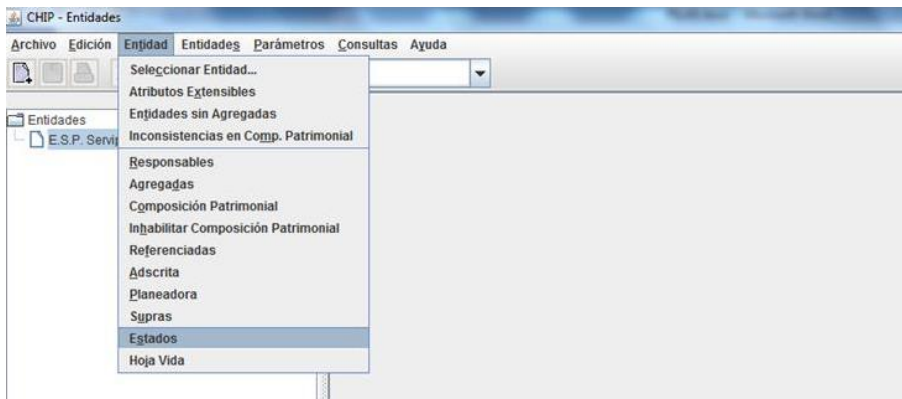 CHIP - Entidades
Archivo Edición Entidad Entidades Parámetros Consultas Ayuda
Seleccionar Entidad...
Atributos Extensibles
Entidades sin Agregadas
Inconsistencias en Comp. Patrimonial
Entidades
E.S.P.
Responsables
Agregadas
Composición Patrimonial
Inhabilitar Composición Patrimonial
Referenciadas
Adscrita
Planeadora
Supras
Estados
Hoja Vida